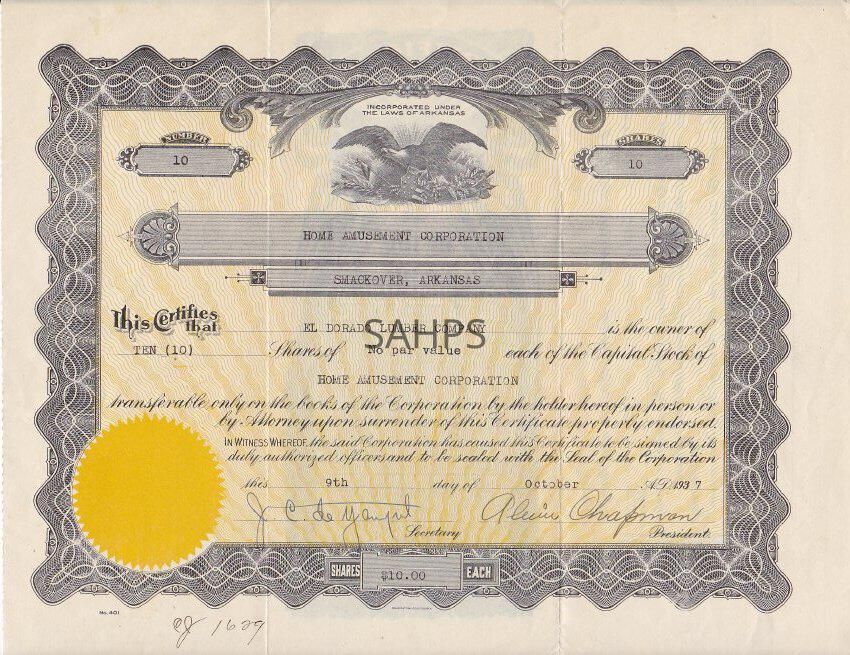 INCORPORATED UNDER
THE LAWS OF ARKANSAS
NUMBER
10
SHARES
10
HOME AMUSEMENT CORPORATION
SMACKOVER, ARKANSAS
This Certifies that EL DORADO LUMBER COMPANY is the owner of
TEN (10) Shares of No par value each of the Capital Stock of
SAHPS
HOME AMUSEMENT CORPORATION
transferable only on the books of the Corporation by the holder hereof in person or
by Attorney upon surrender of this Certificate properly endorsed.
IN WITNESS WHEREOF, the said Corporation has caused this Certificate to be signed by its
duly authorized officers and to be sealed with the Seal of the Corporation
this 9th day of October A.D. 1937
J. C. de Alvin Chapman
Secretary President.
SHARES $10.00 EACH
No. 401
1629